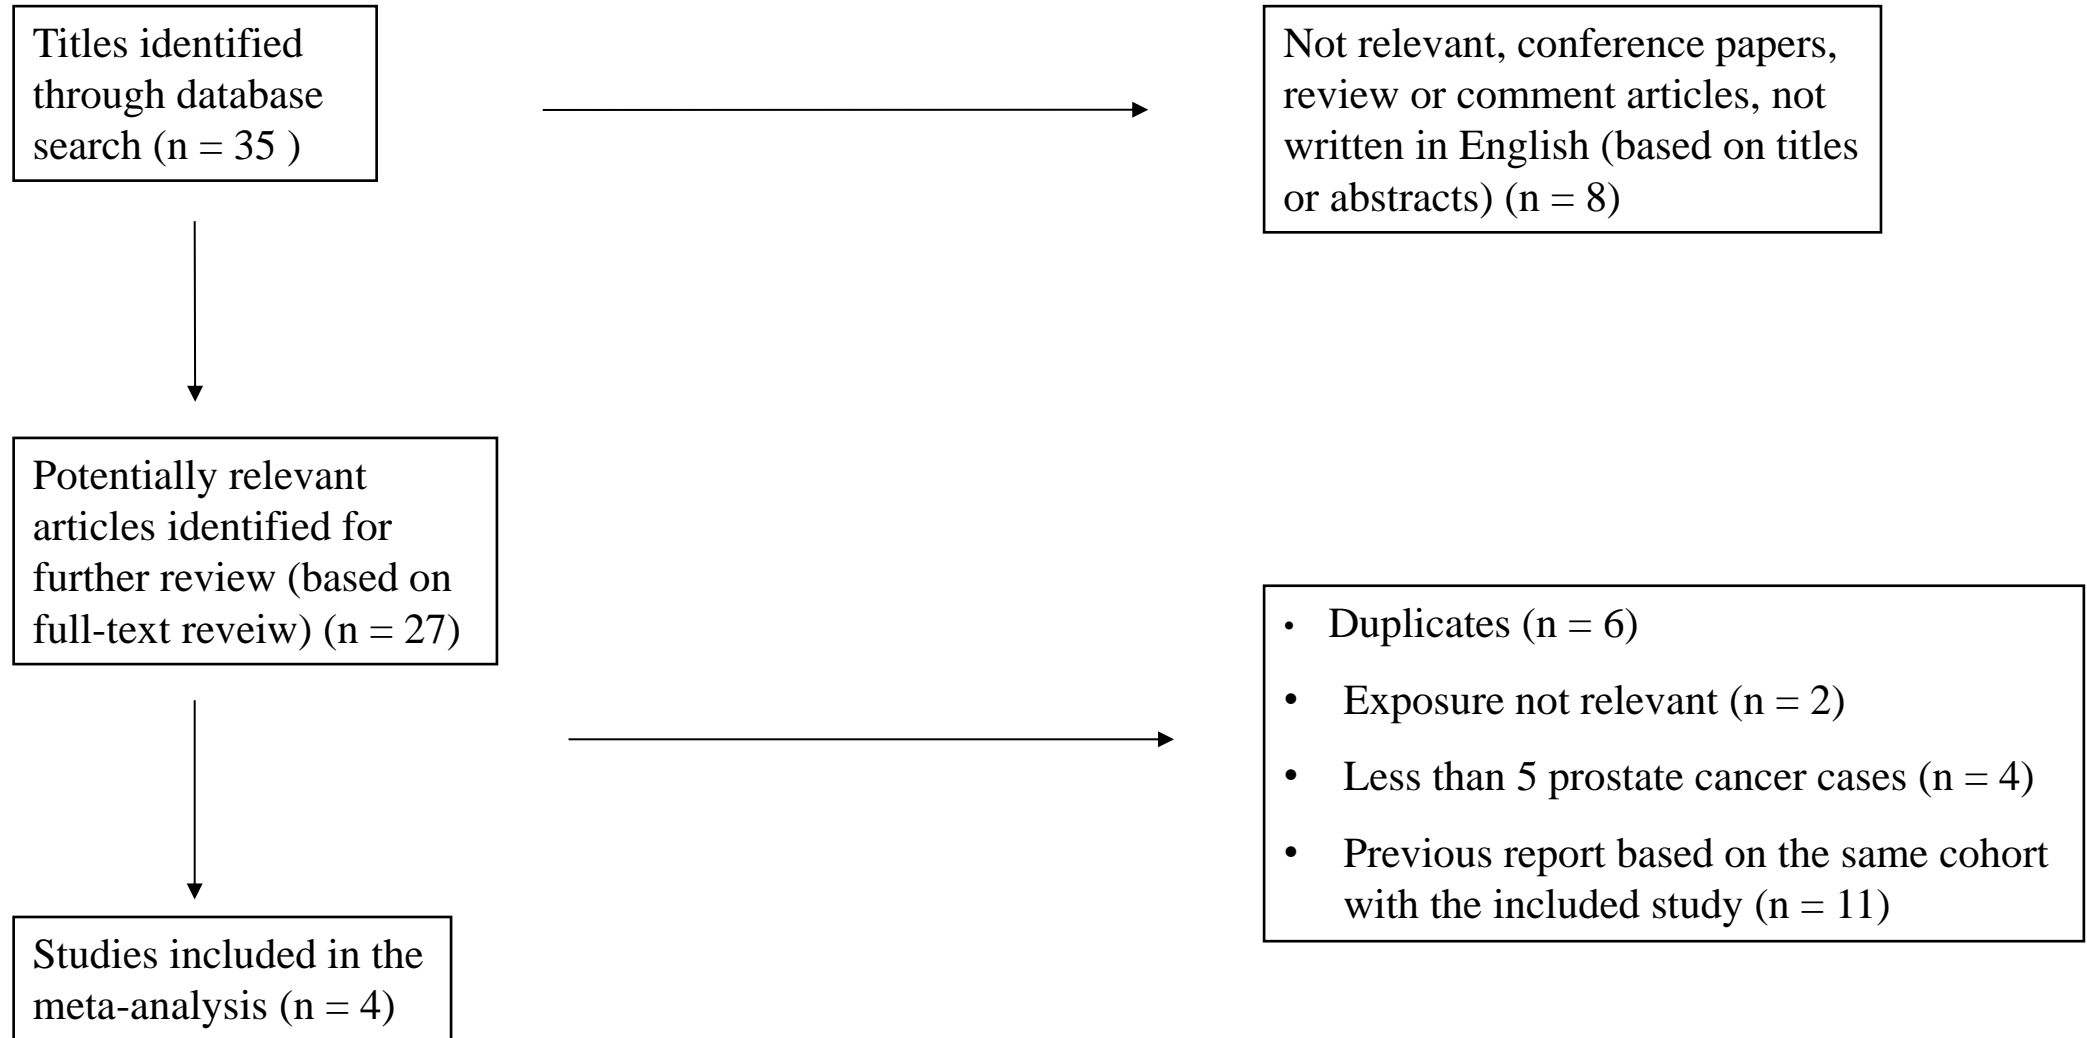 Titles identified
through database
search (n = 35 )
Not relevant, conference papers,
review or comment articles, not
written in English (based on titles
or abstracts) (n = 8)
Potentially relevant
articles identified for
further review (based on
full-text reveiw) (n = 27)
• Duplicates (n = 6)
• Exposure not relevant (n = 2)
• Less than 5 prostate cancer cases (n = 4)
• Previous report based on the same cohort
with the included study (n = 11)
Studies included in the
meta-analysis (n = 4)